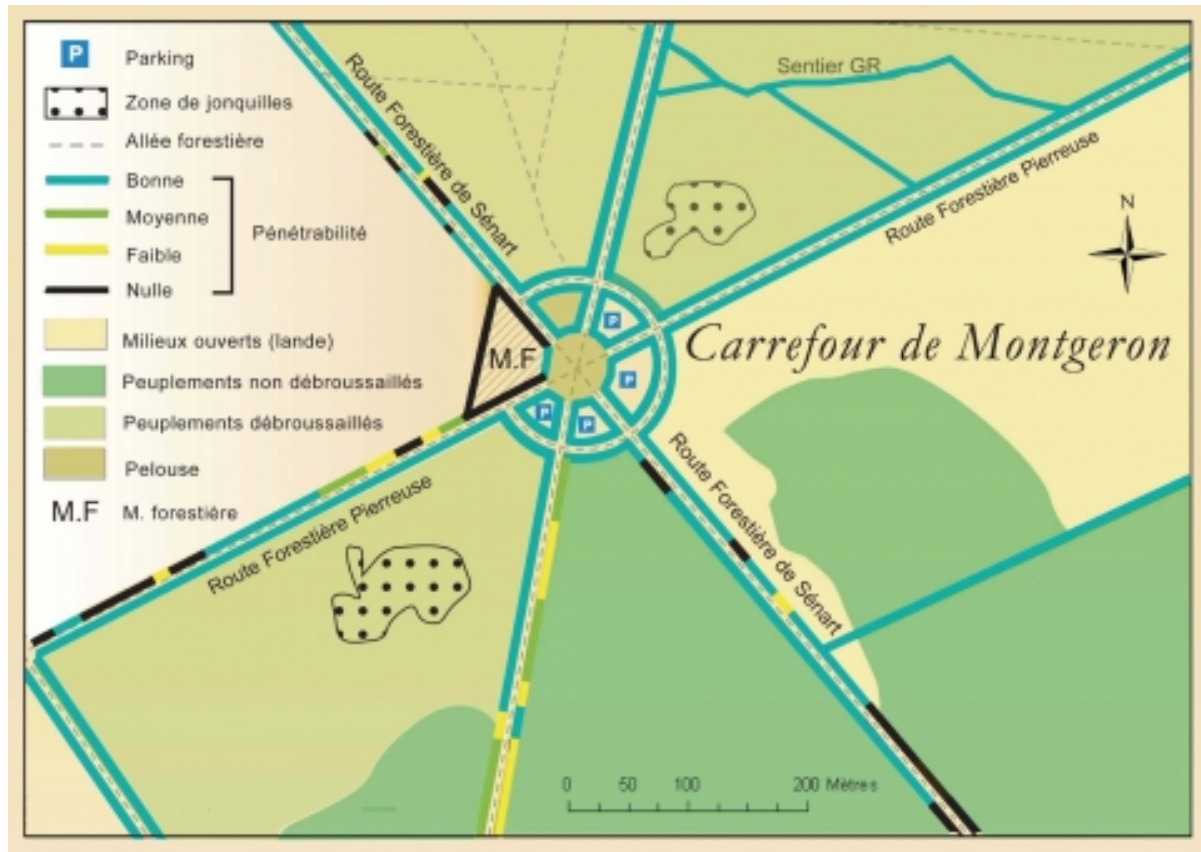 P Parking
Zone de jonquilles
Allée forestière
Bonne
Moyenne
Pénétrabilité
Faible
Nulle
Milieux ouverts (lande)
Peuplements non débroussaillés
Peuplements débroussaillés
Pelouse
M.F M. forestière
Route Forestière de Sénart
Sentier GR
Route Forestière Pierreuse
N
P
Carrefour de Montgeron
M.F
P
P
P
Route Forestière de Sénart
Route Forestière Pierreuse
0 50 100 200 Mètres